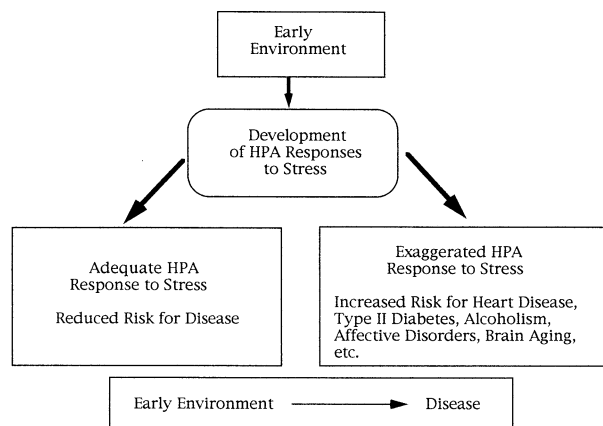 Early
Environment
Development
of HPA Responses
to Stress
Adequate HPA
Response to Stress
Reduced Risk for Disease
Exaggerated HPA
Response to Stress
Increased Risk for Heart Disease,
Type II Diabetes, Alcoholism,
Affective Disorders, Brain Aging,
etc.
Early Environment Disease